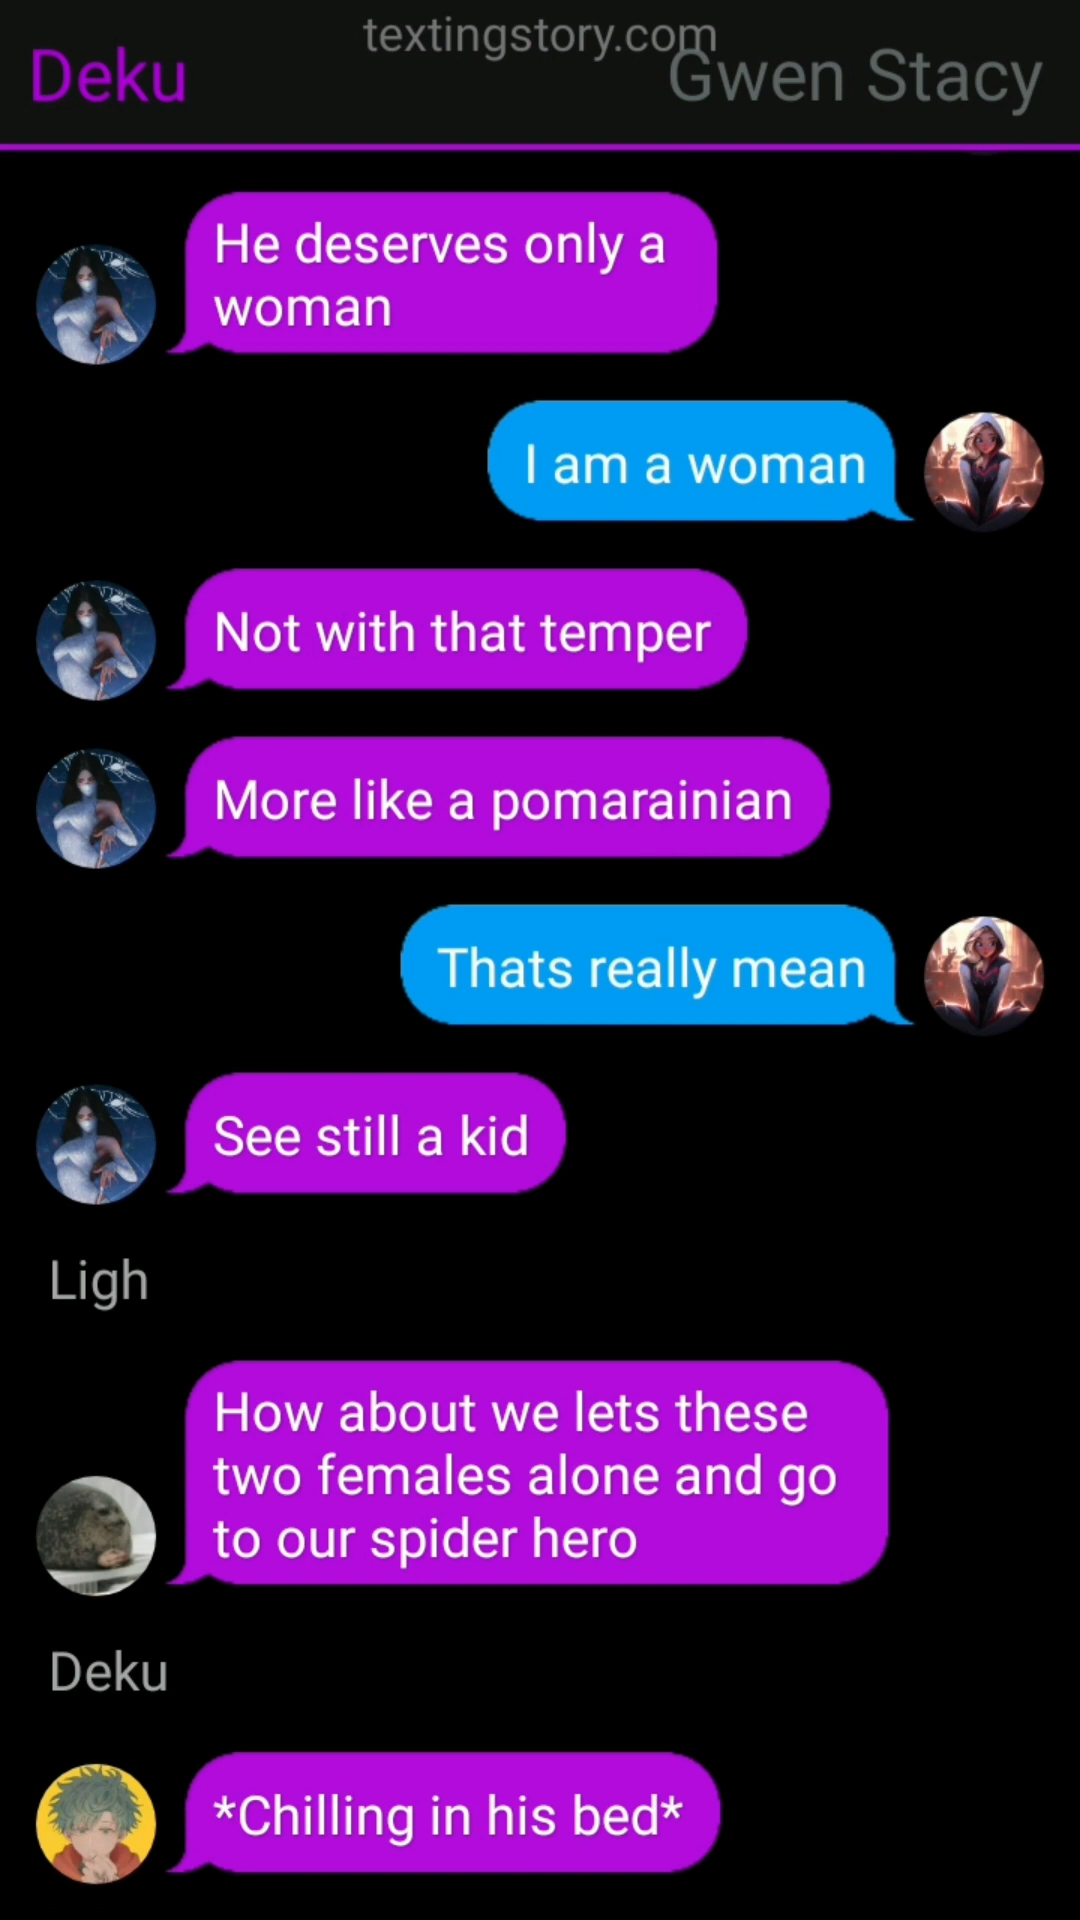 textingstory.com
Deku
Gwen Stacy
He deserves only a
woman
I am a woman
Not with that temper
More like a pomarainian
Thats really mean
See still a kid
Ligh
How about we lets these
two females alone and go
to our spider hero
Deku
*Chilling in his bed*